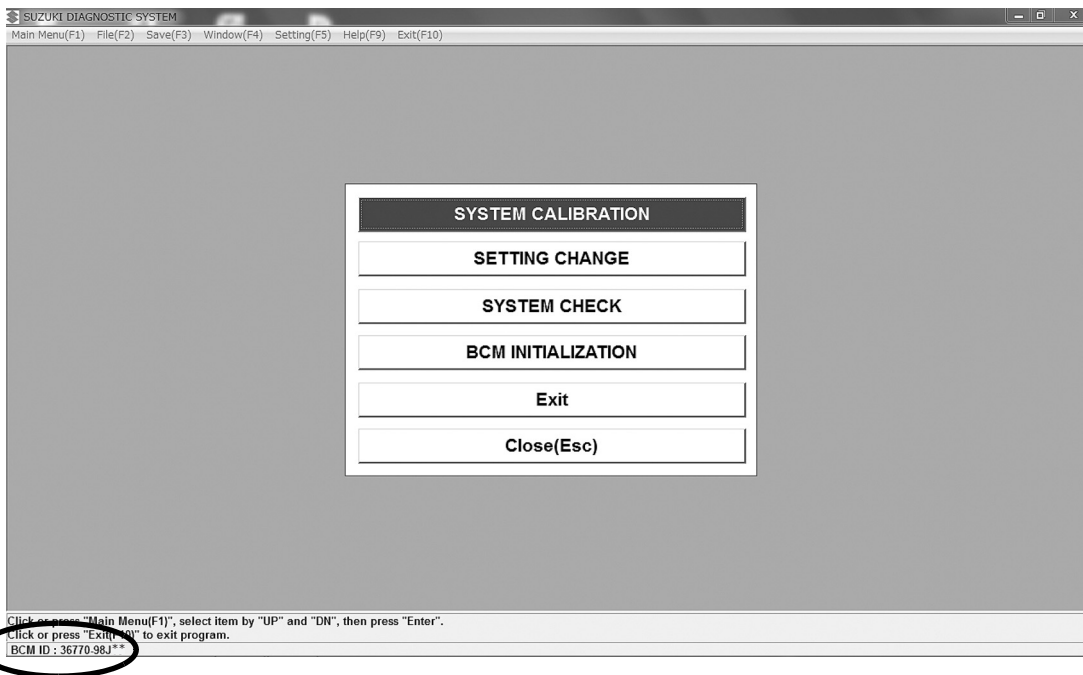 SUZUKI DIAGNOSTIC SYSTEM
Main Menu(F1) File(F2) Save(F3) Window(F4) Setting(F5) Help(F9) Exit(F10)
SYSTEM CALIBRATION
SETTING CHANGE
SYSTEM CHECK
BCM INITIALIZATION
Exit
Close(Esc)
Click or press "Main Menu(F1)", select item by "UP" and "DN", then press "Enter".
Click or press "Exit(F10)" to exit program.
BCM ID : 36770-98J**